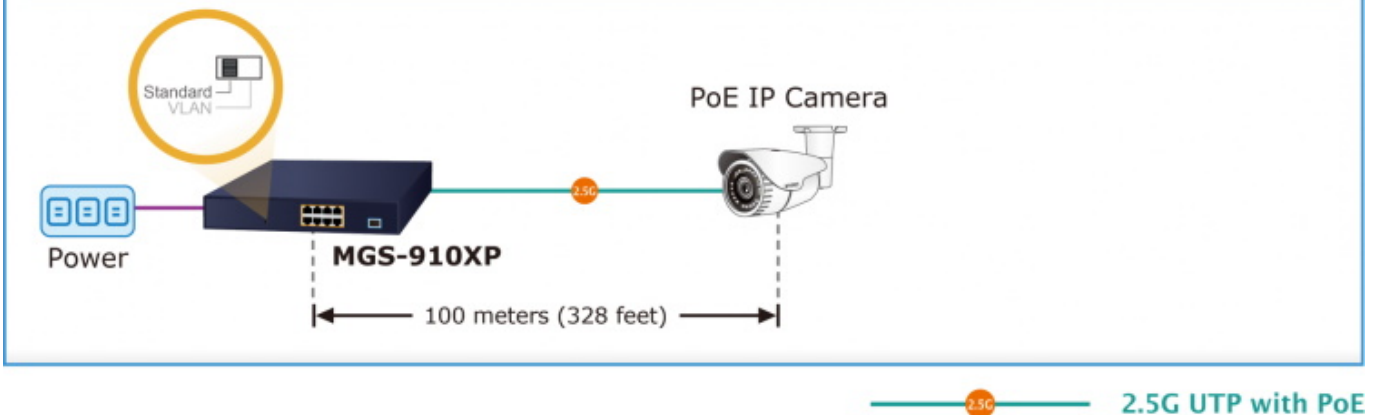 Standard
VLAN
PoE IP Camera
2.5G
Power
MGS-910XP
100 meters (328 feet)
2.5G
2.5G UTP with PoE